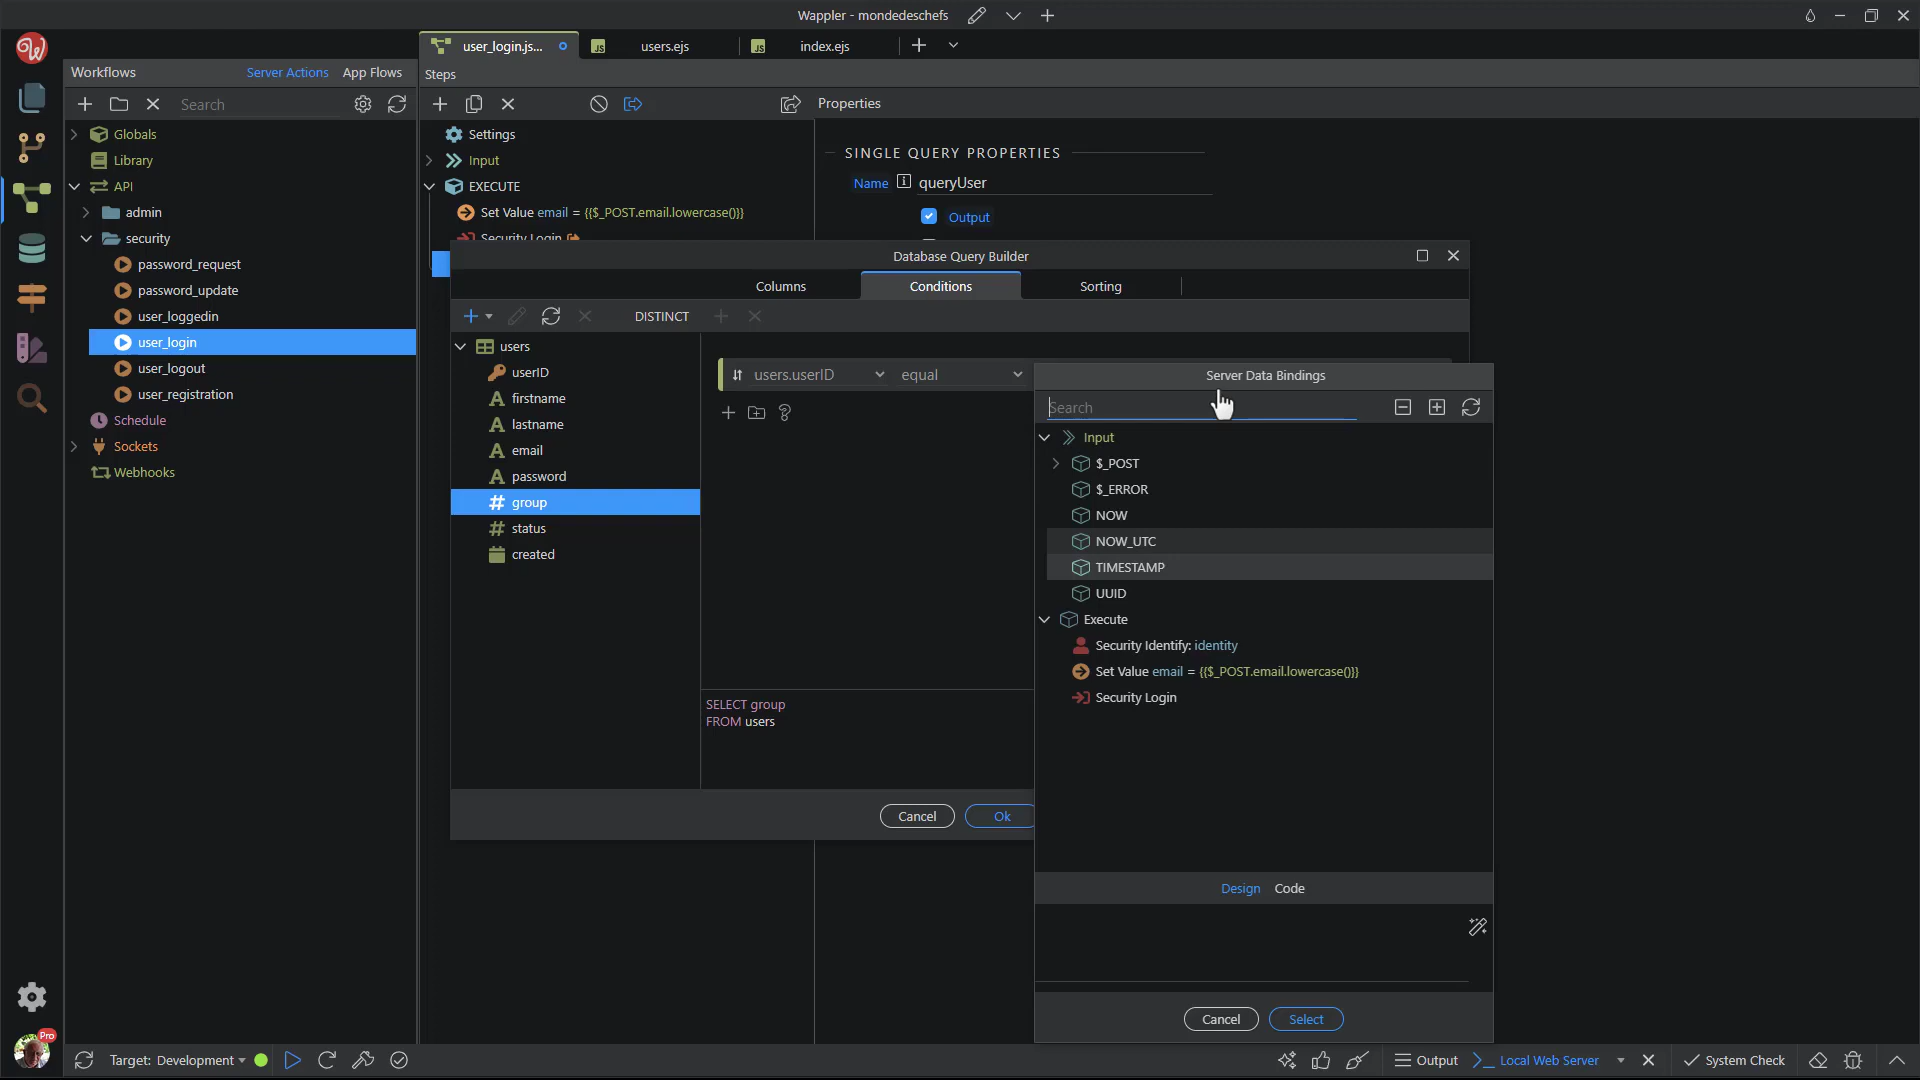 Wappler - mondedeschefs
user_login.js...
users.ejs
index.ejs
Workflows
Server Actions
App Flows
Steps
Search
Properties
Globals
Library
API
admin
security
password_request
password_update
user_loggedin
user_login
user_logout
user_registration
Schedule
Sockets
Webhooks
Settings
Input
EXECUTE
Set Value email = {{$_POST.email.lowercase()}}
Security Login
SINGLE QUERY PROPERTIES
Name queryUser
Output
Database Query Builder
Columns
Conditions
Sorting
DISTINCT
users
userID
firstname
lastname
email
password
group
status
created
users.userID
equal
SELECT group
FROM users
Cancel
Ok
Server Data Bindings
Search
Input
$_POST
$_ERROR
NOW
NOW_UTC
TIMESTAMP
UUID
Execute
Security Identify: identity
Set Value email = {{$_POST.email.lowercase()}}
Security Login
Design
Code
Cancel
Select
Pro
Target: Development
Output
Local Web Server
System Check